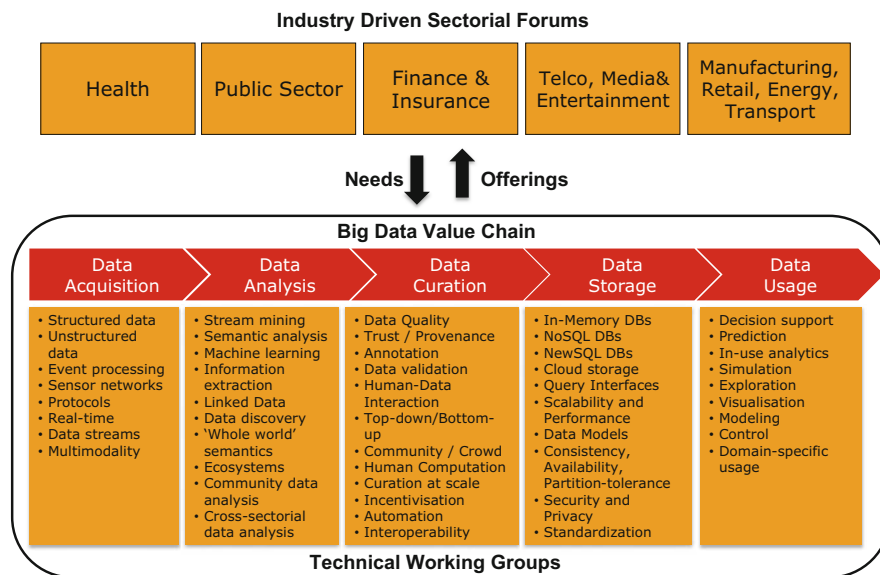 Industry Driven Sectorial Forums
Health
Public Sector
Finance &
Insurance
Telco, Media&
Entertainment
Manufacturing,
Retail, Energy,
Transport
Needs
Offerings
Big Data Value Chain
Data
Acquisition
Data
Analysis
Data
Curation
Data
Storage
Data
Usage
• Structured data
• Unstructured
data
• Event processing
• Sensor networks
• Protocols
• Real-time
• Data streams
• Multimodality
• Stream mining
• Semantic analysis
• Machine learning
• Information
extraction
• Linked Data
• Data discovery
• ‘Whole world’
semantics
• Ecosystems
• Community data
analysis
• Cross-sectorial
data analysis
• Data Quality
• Trust / Provenance
• Annotation
• Data validation
• Human-Data
Interaction
• Top-down/Bottom-
up
• Community / Crowd
• Human Computation
• Curation at scale
• Incentivisation
• Automation
• Interoperability
• In-Memory DBs
• NoSQL DBs
• NewSQL DBs
• Cloud storage
• Query Interfaces
• Scalability and
Performance
• Data Models
• Consistency,
Availability,
Partition-tolerance
• Security and
Privacy
• Standardization
• Decision support
• Prediction
• In-use analytics
• Simulation
• Exploration
• Visualisation
• Modeling
• Control
• Domain-specific
usage
Technical Working Groups